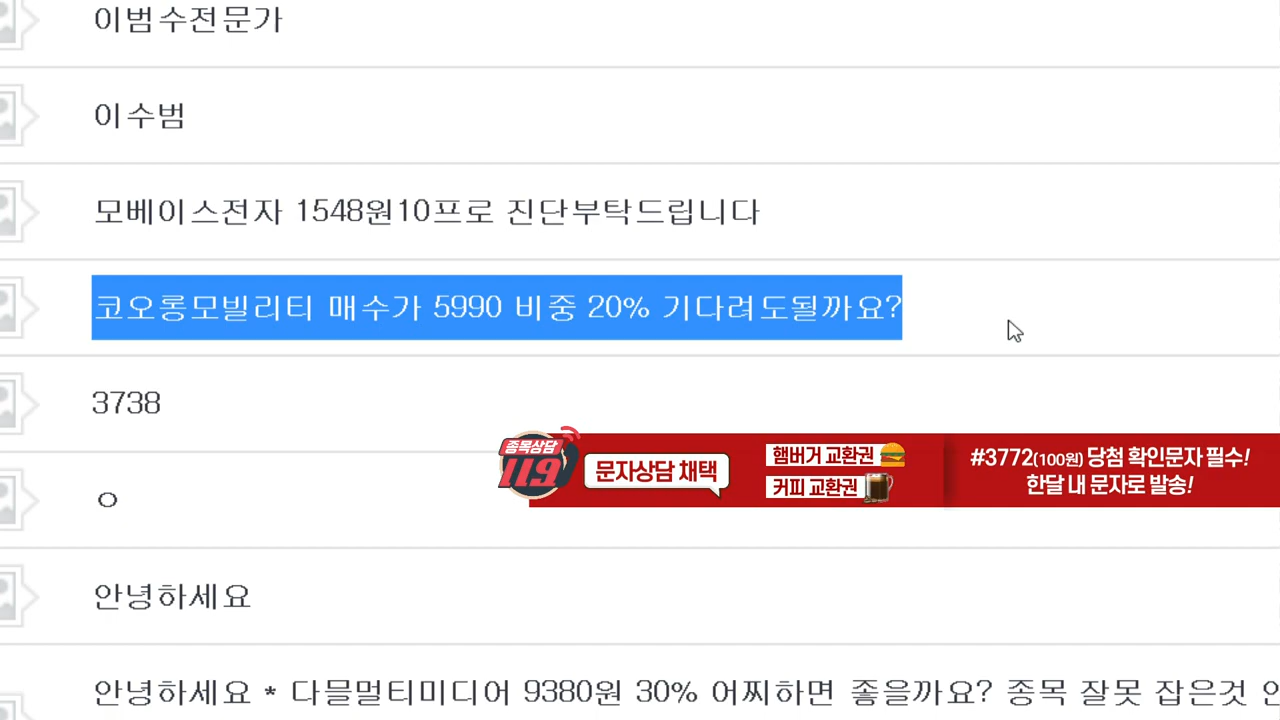 이범수전문가
이수범
모베이스전자 1548원10프로 진단부탁드립니다
코오롱모빌리티 매수가 5990 비중 20% 기다려도될까요?
3738
종목상담
119
문자상담 채택
햄버거 교환권
커피 교환권
#3772(100원) 당첨 확인문자 필수!
한달 내 문자로 발송!
ㅇ
안녕하세요
안녕하세요 * 다믈멀티미디어 9380원 30% 어찌하면 좋을까요? 종목 잘못 잡은것